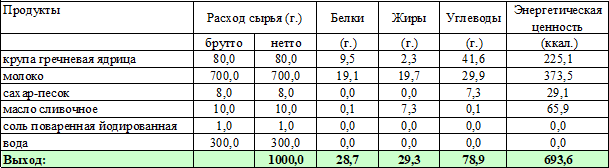 Продукты Расход сырья (г.) Белки Жиры Углеводы Энергетическая ценность
брутто нетто (г.) (г.) (г.) (ккал.)
крупа гречневая ядрица 80,0 80,0 9,5 2,3 41,6 225,1
молоко 700,0 700,0 19,1 19,7 29,9 373,5
сахар-песок 8,0 8,0 0,0 0,0 7,3 29,1
масло сливочное 10,0 10,0 0,1 7,3 0,1 65,9
соль поваренная йодированная 1,0 1,0 0,0 0,0 0,0 0,0
вода 300,0 300,0 0,0 0,0 0,0 0,0
Выход: 1000,0 28,7 29,3 78,9 693,6